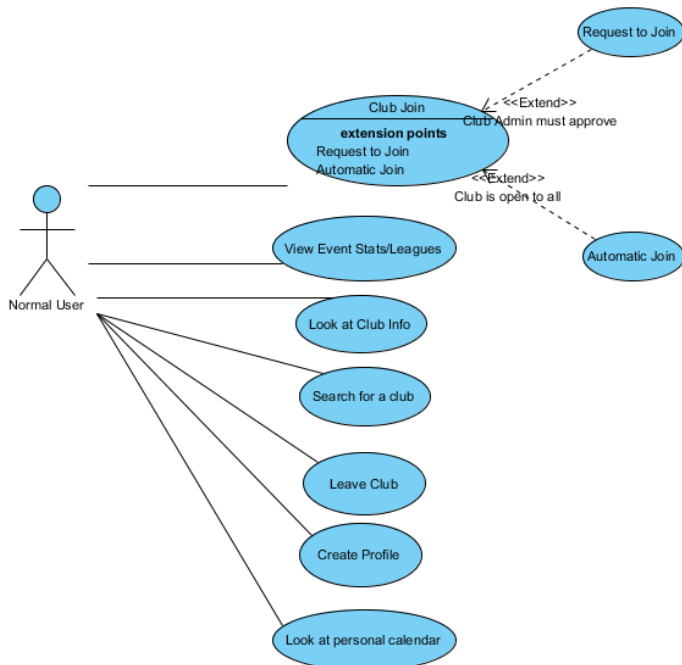 Request to Join
Club Join
<<Extend>>
Club Admin must approve
extension points
Request to Join
Automatic Join
<<Extend>>
Club is open to all
View Event Stats/Leagues
Automatic Join
Normal User
Look at Club Info
Search for a club
Leave Club
Create Profile
Look at personal calendar